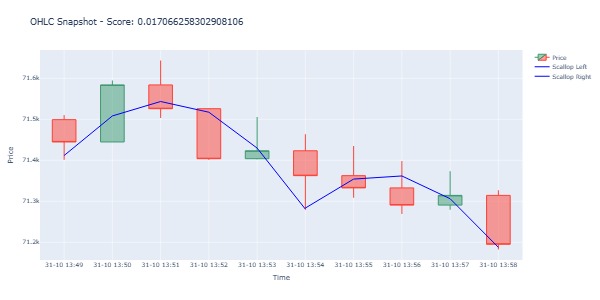 OHLC Snapshot - Score: 0.017066258302908106
Price
Scallop Left
Scallop Right
71.6k
71.5k
71.4k
71.3k
71.2k
Price
31-10 13:49 31-10 13:50 31-10 13:51 31-10 13:52 31-10 13:53 31-10 13:54 31-10 13:55 31-10 13:56 31-10 13:57 31-10 13:58
Time